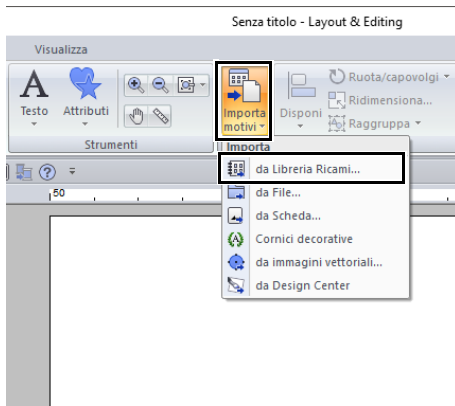 Senza titolo - Layout & Editing
Visualizza
A
Testo
Attributi
Strumenti
Importa
motivi
Disponi
Ruota/capovolgi
Ridimensiona...
Raggruppa
Importa
da Libreria Ricami...
da File...
da Scheda...
Cornici decorative
da immagini vettoriali...
da Design Center
50